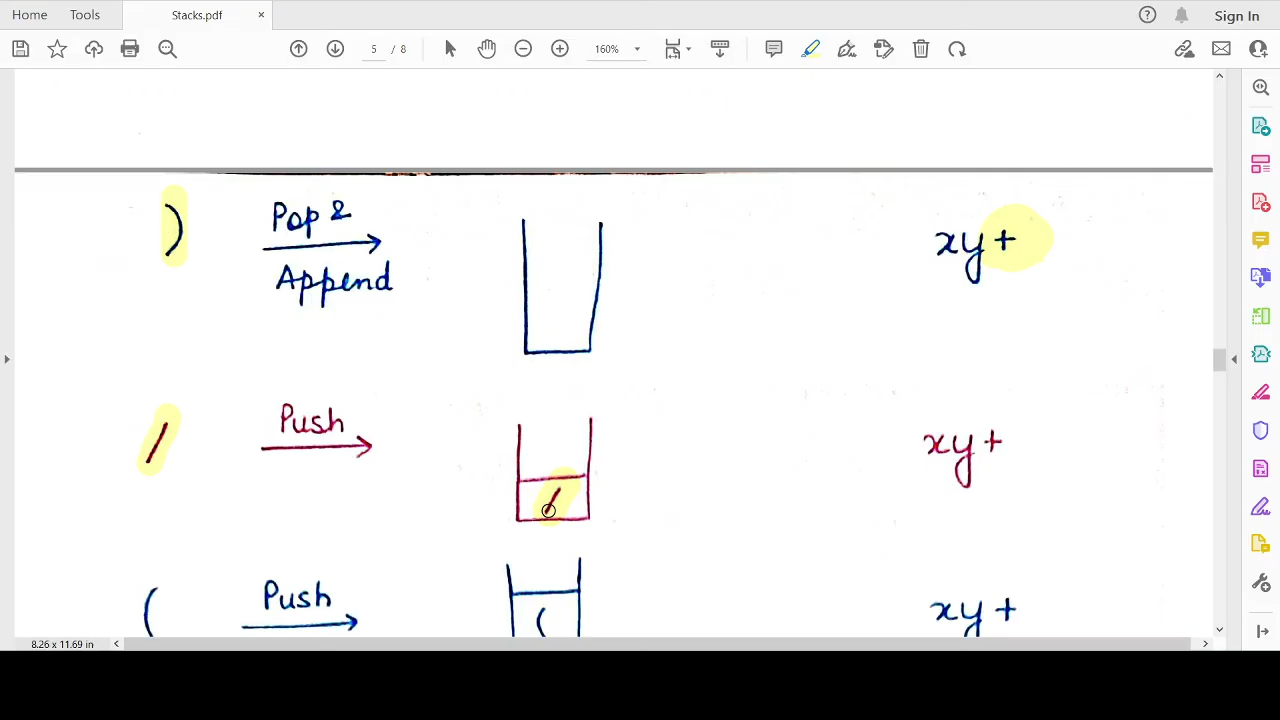 Home Tools Stacks.pdf × Sign In
5 / 8 160%
) Pop & xy+
Append
/ Push xy+
/
( Push xy+
(
8.26 x 11.69 in